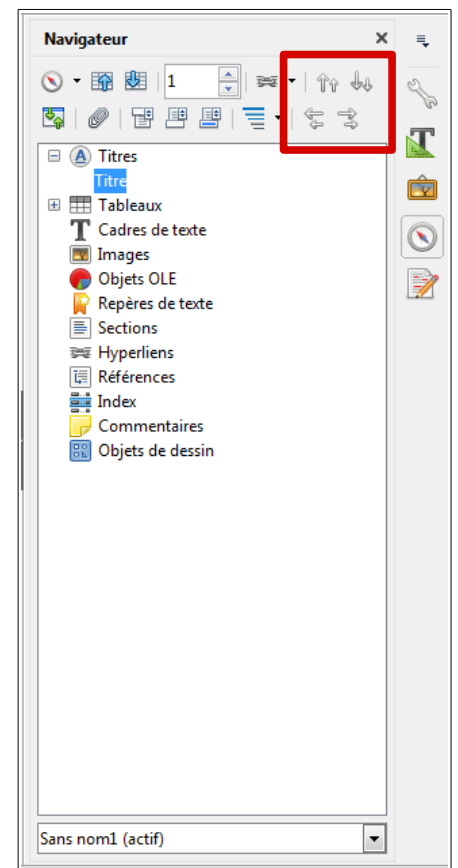 Navigateur
1
Titres
Titre
Tableaux
Cadres de texte
Images
Objets OLE
Repères de texte
Sections
Hyperliens
Références
Index
Commentaires
Objets de dessin
Sans nom1 (actif)